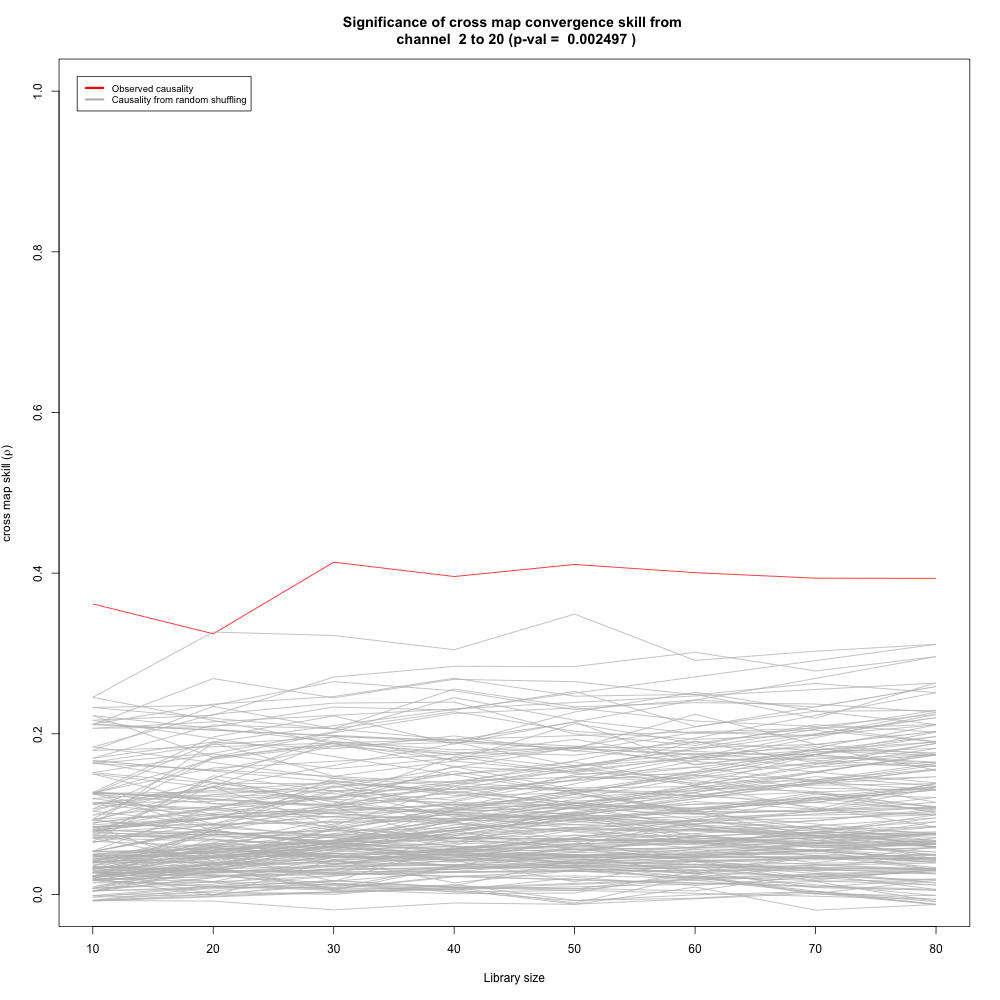 Significance of cross map convergence skill from
channel  2 to 20 (p-val =  0.002497 )
Observed causality
Causality from random shuffling
1.0
0.8
0.6
0.4
0.2
0.0
cross map skill (ρ)
10 20 30 40 50 60 70 80
Library size